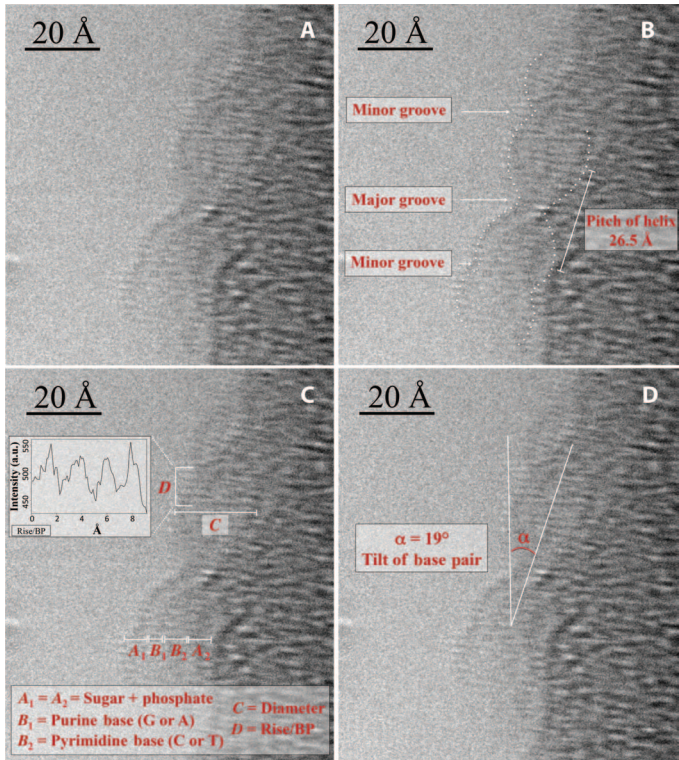 20 Å
A
20 Å
B
Minor groove
Major groove
Pitch of helix
26.5 Å
Minor groove
20 Å
C
Intensity (a.u.)
550
500
450
0 2 4 6 8
Å
Rise/BP
D
C
A₁ B₁ B₂ A₂
A₁ = A₂ = Sugar + phosphate
B₁ = Purine base (G or A)
B₂ = Pyrimidine base (C or T)
C = Diameter
D = Rise/BP
20 Å
D
α = 19°
Tilt of base pair
α